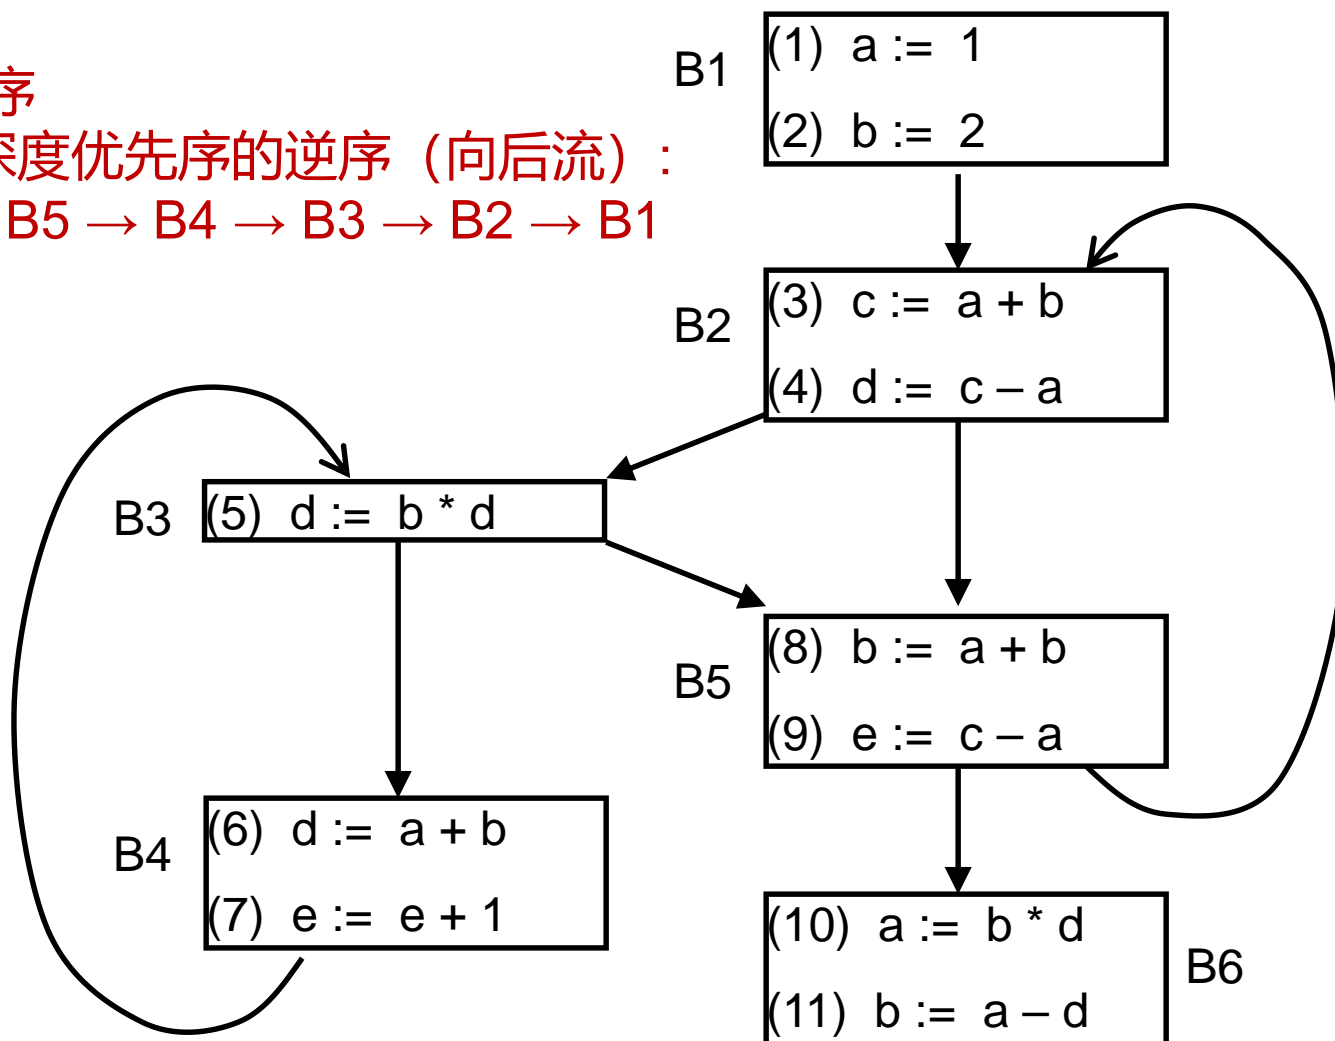 序
深度优先序的逆序（向后流）:
B5 → B4 → B3 → B2 → B1
B1
(1) a := 1
(2) b := 2
B2
(3) c := a + b
(4) d := c – a
B3
(5) d := b * d
B5
(8) b := a + b
(9) e := c – a
B4
(6) d := a + b
(7) e := e + 1
(10) a := b * d
(11) b := a – d
B6